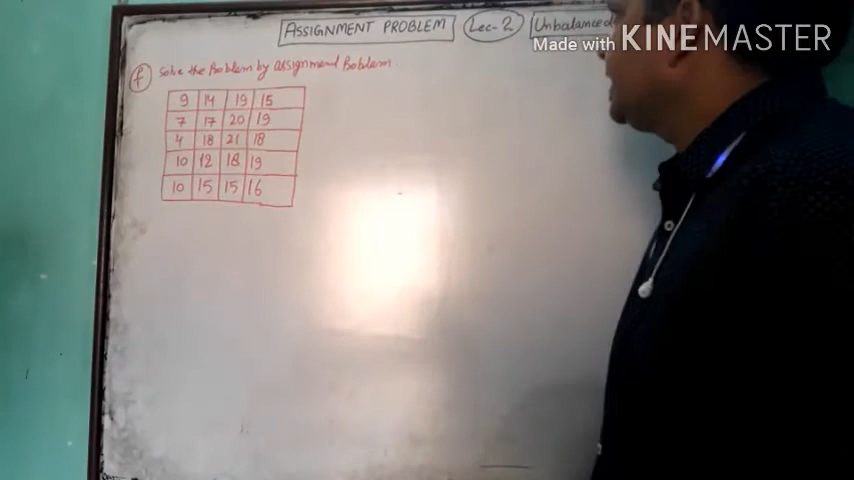 ASSIGNMENT PROBLEM Lec-2 Unbalanced
Made with KINEMASTER
f Solve the Problem by assignment Problem.
9 14 19 15
7 17 20 19
4 18 21 18
10 12 18 19
10 15 15 16